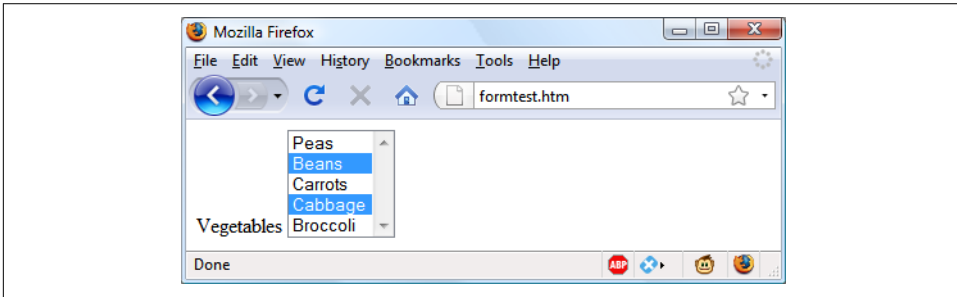 Mozilla Firefox
File Edit View History Bookmarks Tools Help
formtest.htm
Peas
Beans
Carrots
Cabbage
Vegetables Broccoli
Done
ABP